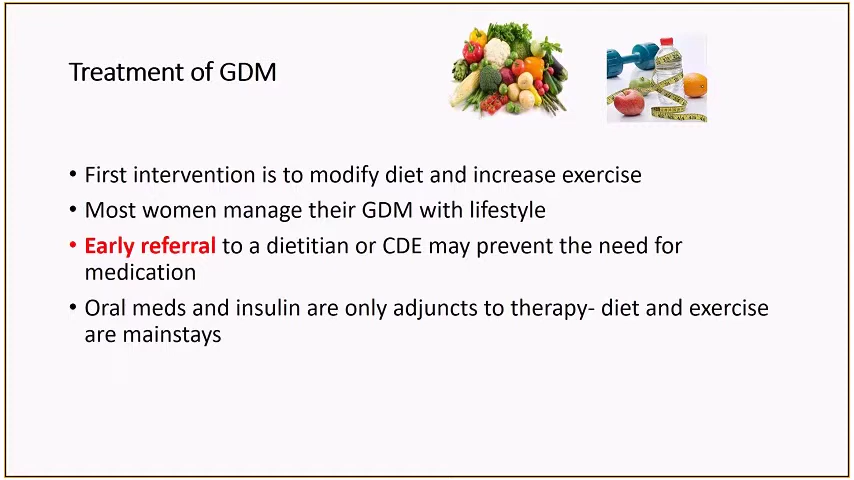 Treatment of GDM
• First intervention is to modify diet and increase exercise
• Most women manage their GDM with lifestyle
• Early referral to a dietitian or CDE may prevent the need for
medication
• Oral meds and insulin are only adjuncts to therapy- diet and exercise
are mainstays